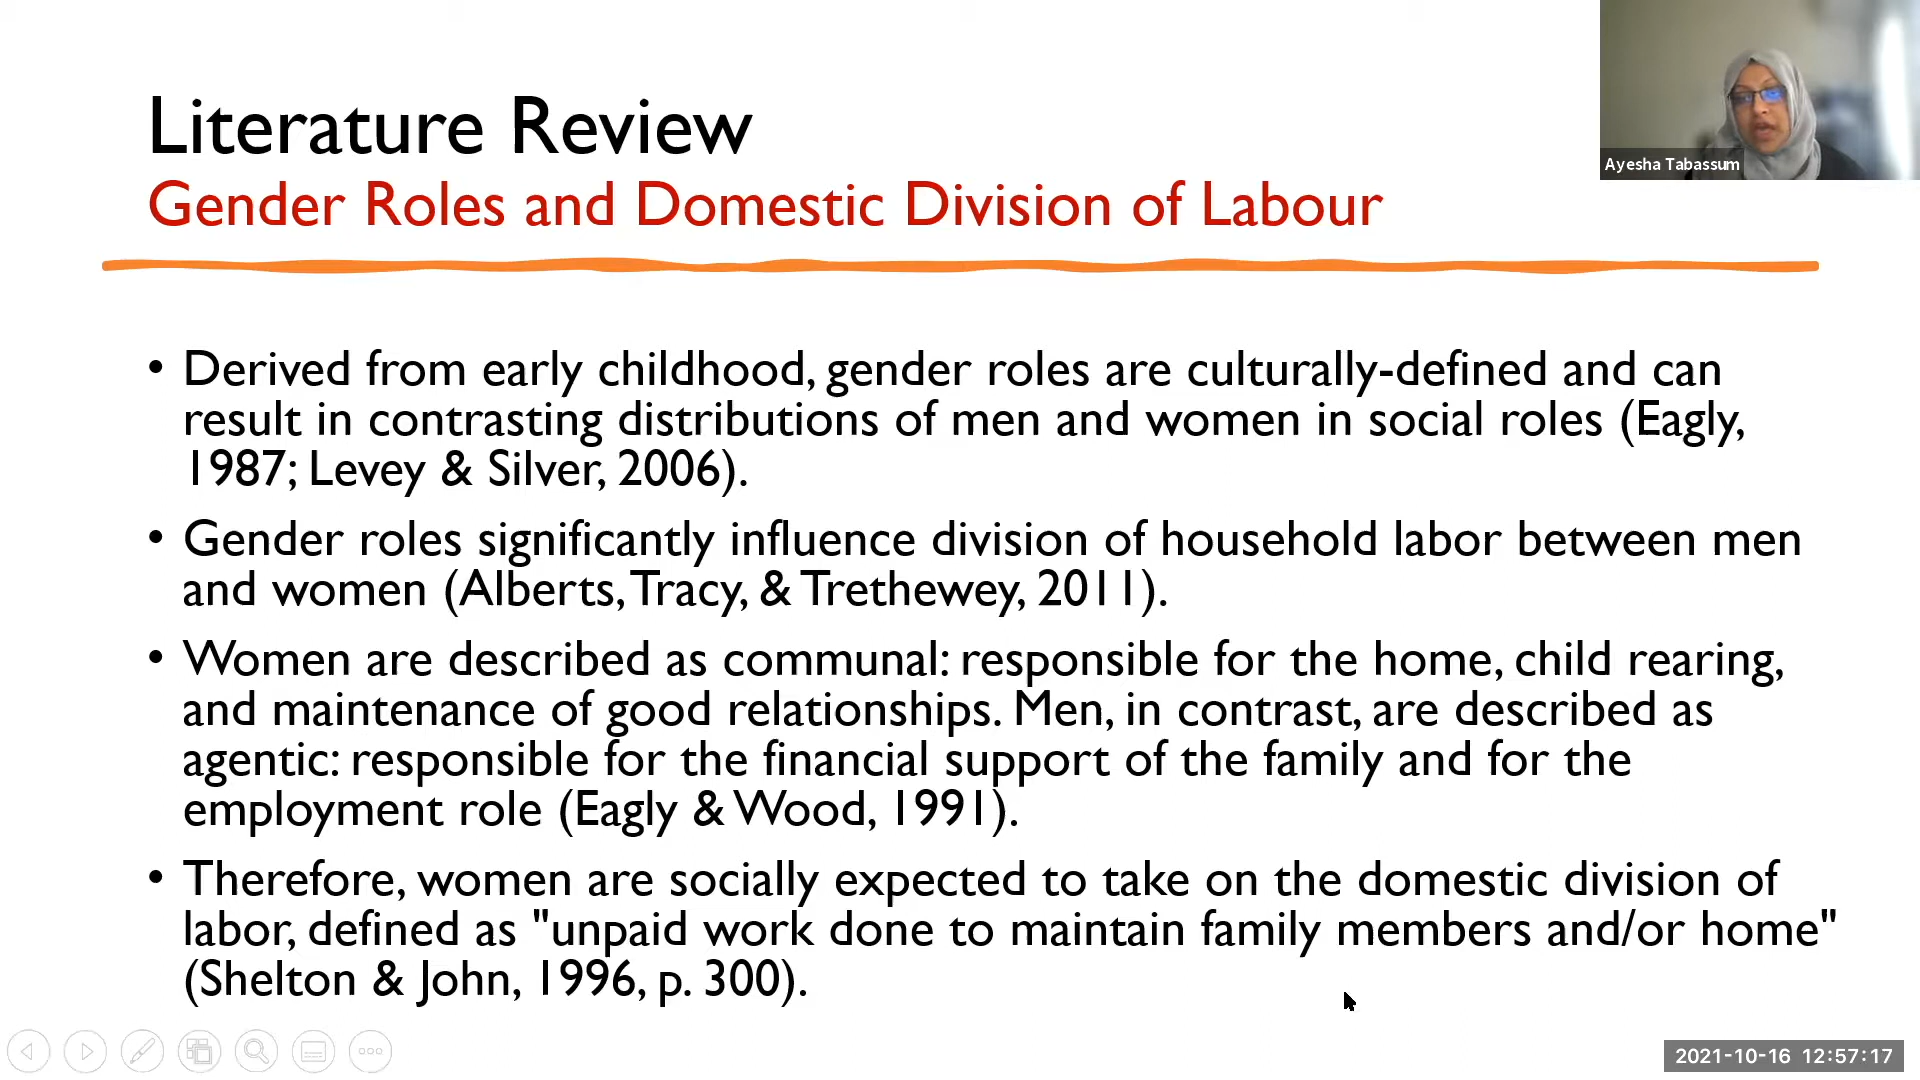 Literature Review
Gender Roles and Domestic Division of Labour
Ayesha Tabassum
• Derived from early childhood, gender roles are culturally-defined and can
result in contrasting distributions of men and women in social roles (Eagly,
1987; Levey & Silver, 2006).
• Gender roles significantly influence division of household labor between men
and women (Alberts, Tracy, & Trethewey, 2011).
• Women are described as communal: responsible for the home, child rearing,
and maintenance of good relationships. Men, in contrast, are described as
agentic: responsible for the financial support of the family and for the
employment role (Eagly & Wood, 1991).
• Therefore, women are socially expected to take on the domestic division of
labor, defined as "unpaid work done to maintain family members and/or home"
(Shelton & John, 1996, p. 300).
2021-10-16 12:57:17